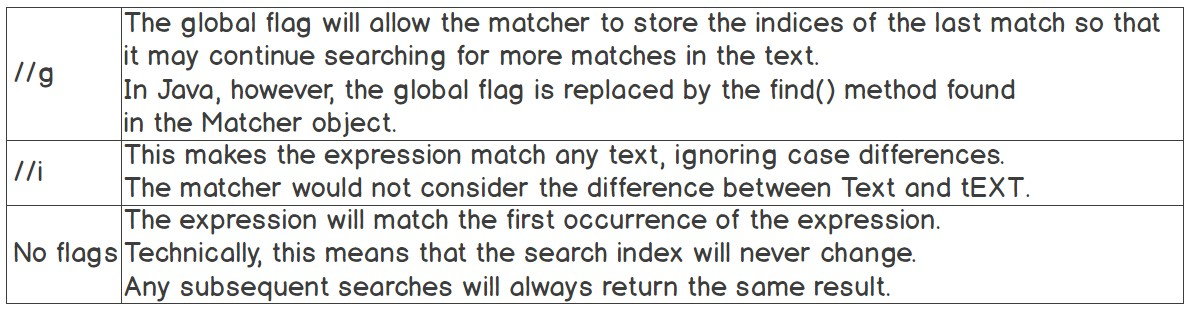 //g
The global flag will allow the matcher to store the indices of the last match so that
it may continue searching for more matches in the text.
In Java, however, the global flag is replaced by the find() method found
in the Matcher object.
//i
This makes the expression match any text, ignoring case differences.
The matcher would not consider the difference between Text and tEXT.
No flags
The expression will match the first occurrence of the expression.
Technically, this means that the search index will never change.
Any subsequent searches will always return the same result.